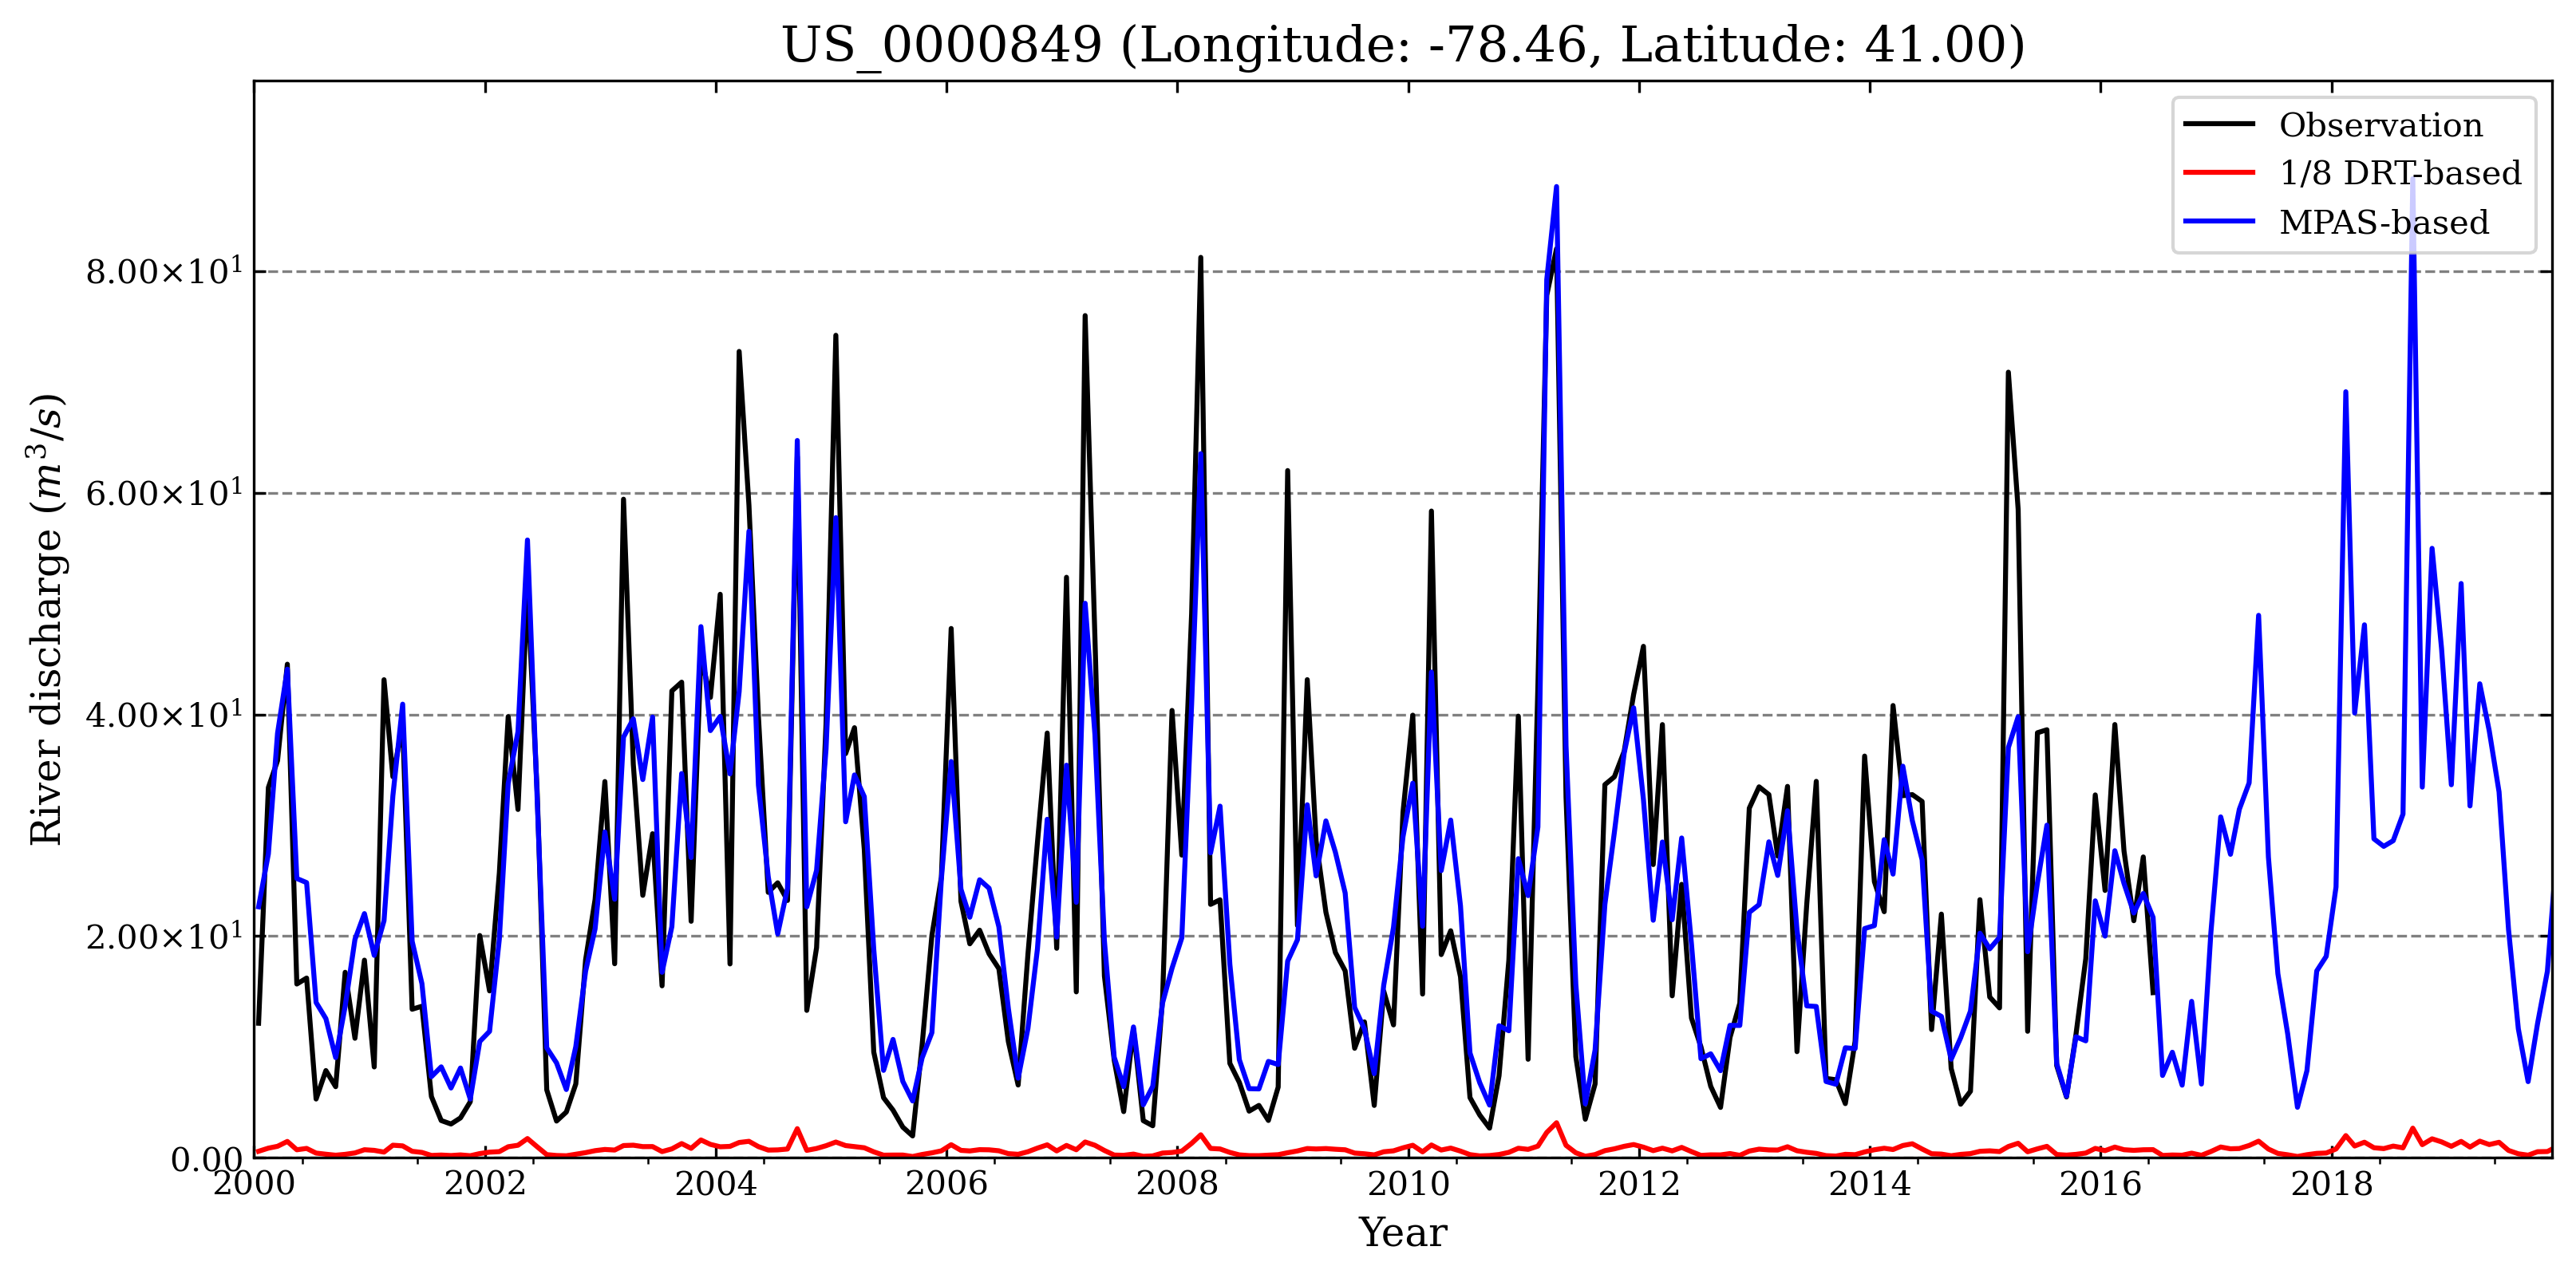 US_0000849 (Longitude: -78.46, Latitude: 41.00)
Observation
1/8 DRT-based
MPAS-based
8.00×10¹
6.00×10¹
4.00×10¹
2.00×10¹
0.00
River discharge (m³/s)
2000 2002 2004 2006 2008 2010 2012 2014 2016 2018
Year